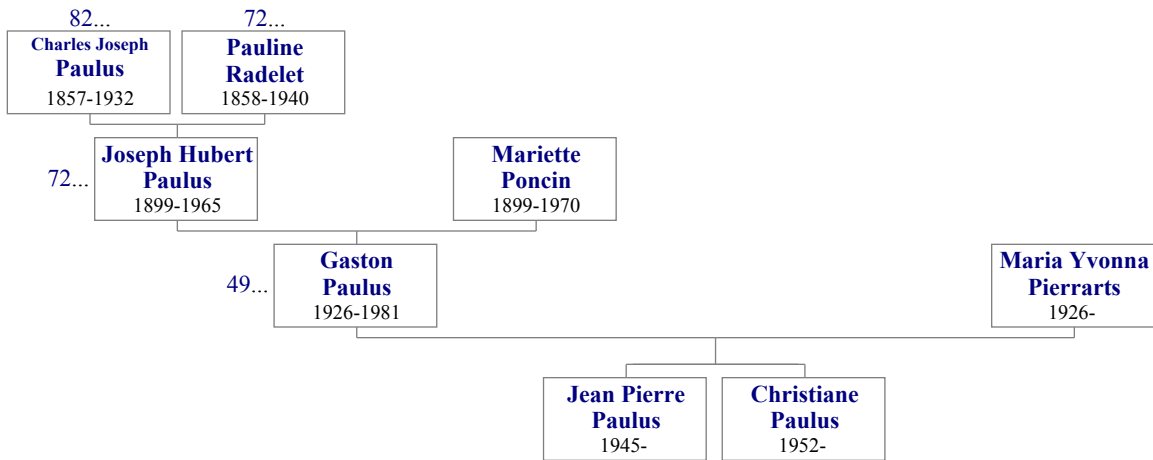 82...
72...
Charles Joseph
Paulus
1857-1932
Pauline
Radelet
1858-1940
72...
Joseph Hubert
Paulus
1899-1965
Mariette
Poncin
1899-1970
49...
Gaston
Paulus
1926-1981
Maria Yvonna
Pierrarts
1926-
Jean Pierre
Paulus
1945-
Christiane
Paulus
1952-